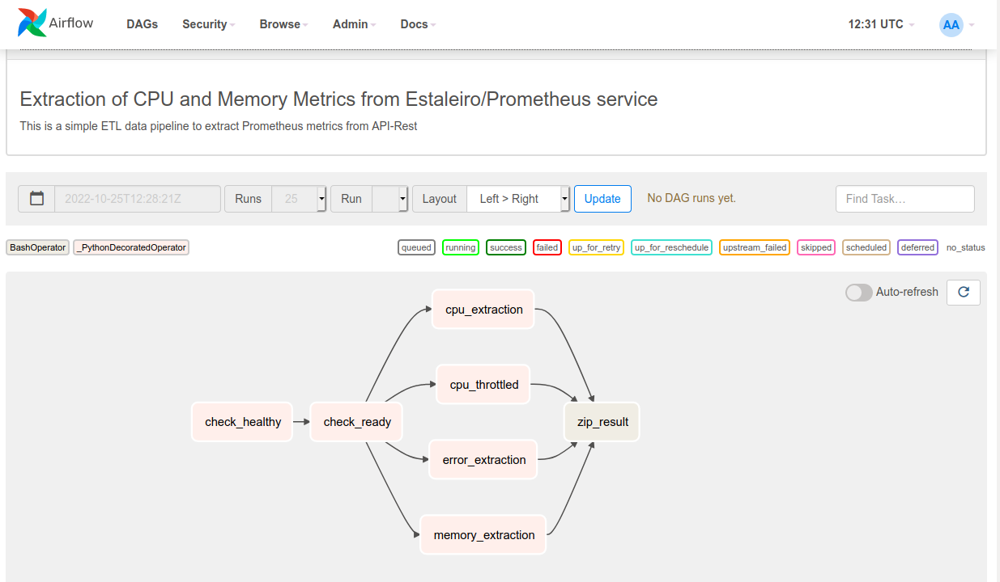 Airflow DAGs Security Browse Admin Docs 12:31 UTC AA
Extraction of CPU and Memory Metrics from Estaleiro/Prometheus service
This is a simple ETL data pipeline to extract Prometheus metrics from API-Rest
2022-10-25T12:28:21Z Runs 25 Run Layout Left > Right Update No DAG runs yet. Find Task...
BashOperator _PythonDecoratedOperator queued running success failed up_for_retry up_for_reschedule upstream_failed skipped scheduled deferred no_status
Auto-refresh
cpu_extraction
cpu_throttled
check_healthy check_ready zip_result
error_extraction
memory_extraction